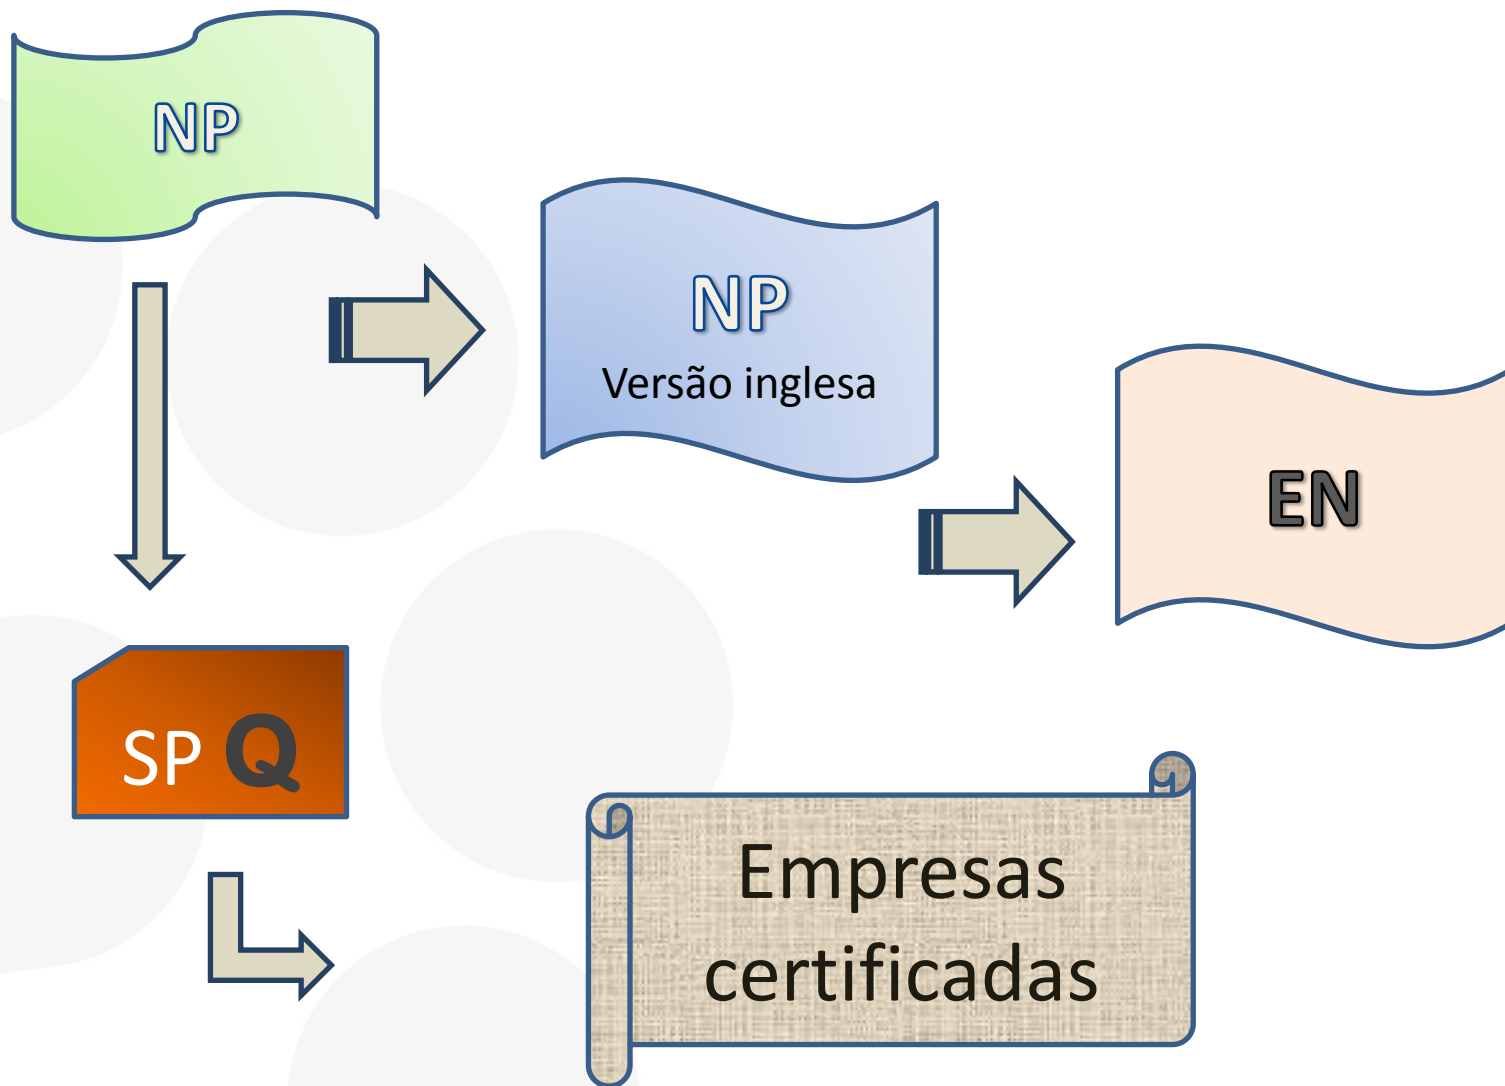 NP
NP
Versão inglesa
EN
SP Q
Empresas
certificadas